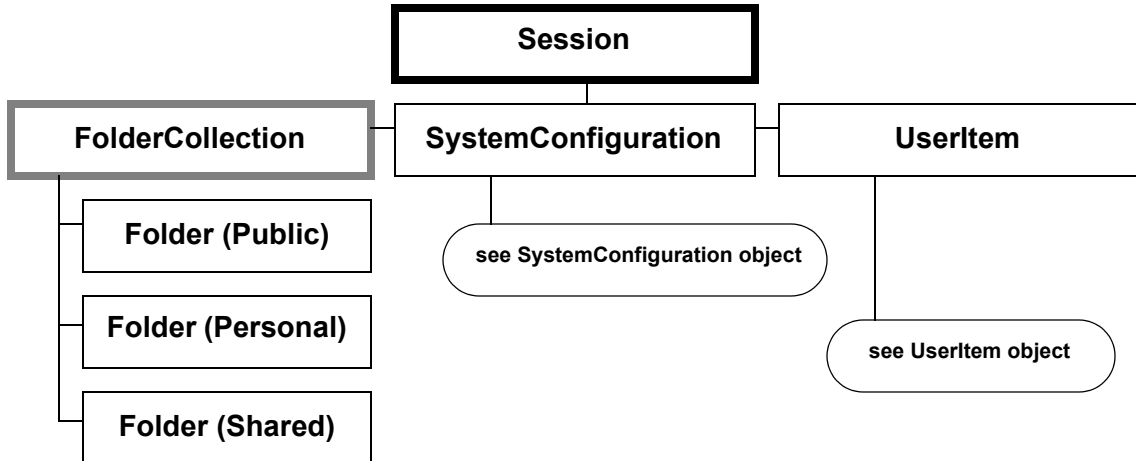 Session
FolderCollection
SystemConfiguration
UserItem
Folder (Public)
see SystemConfiguration object
Folder (Personal)
see UserItem object
Folder (Shared)